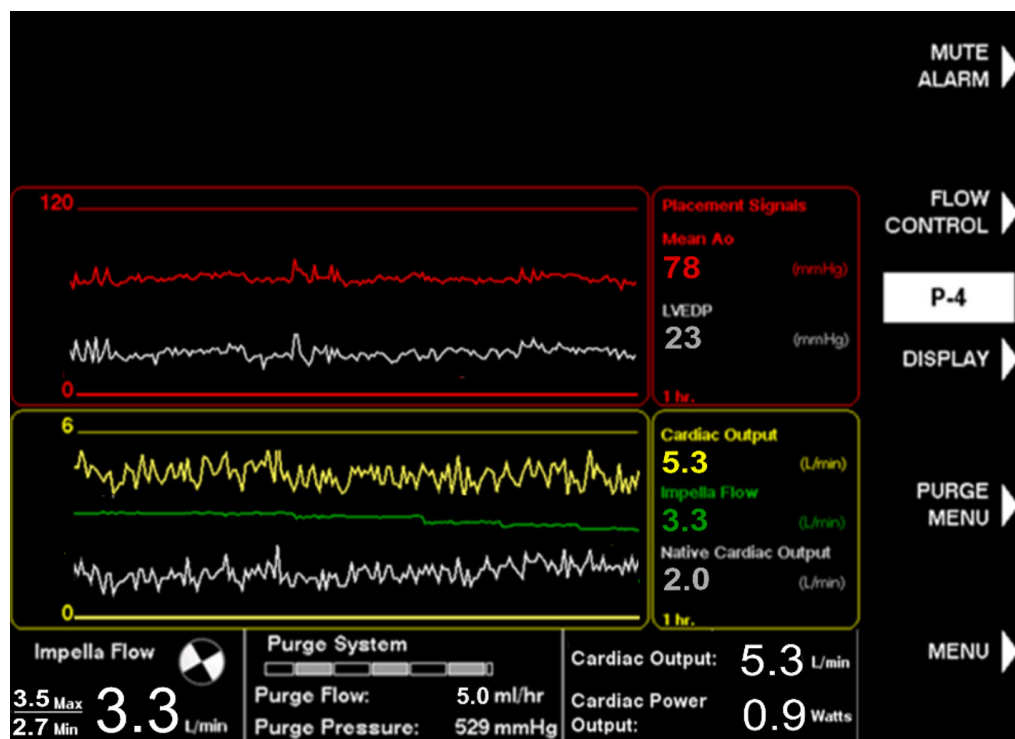 MUTE
ALARM
120
Placement Signals
Mean Ao
78 (mmHg)
LVEDP
23 (mmHg)
0
1 hr.
FLOW
CONTROL
P-4
DISPLAY
6
Cardiac Output
5.3 (L/min)
Impella Flow
3.3 (L/min)
Native Cardiac Output
2.0 (L/min)
0
1 hr.
PURGE
MENU
Impella Flow
3.5 Max
2.7 Min
3.3 L/min
Purge System
Purge Flow: 5.0 ml/hr
Purge Pressure: 529 mmHg
Cardiac Output: 5.3 L/min
Cardiac Power
Output: 0.9 Watts
MENU